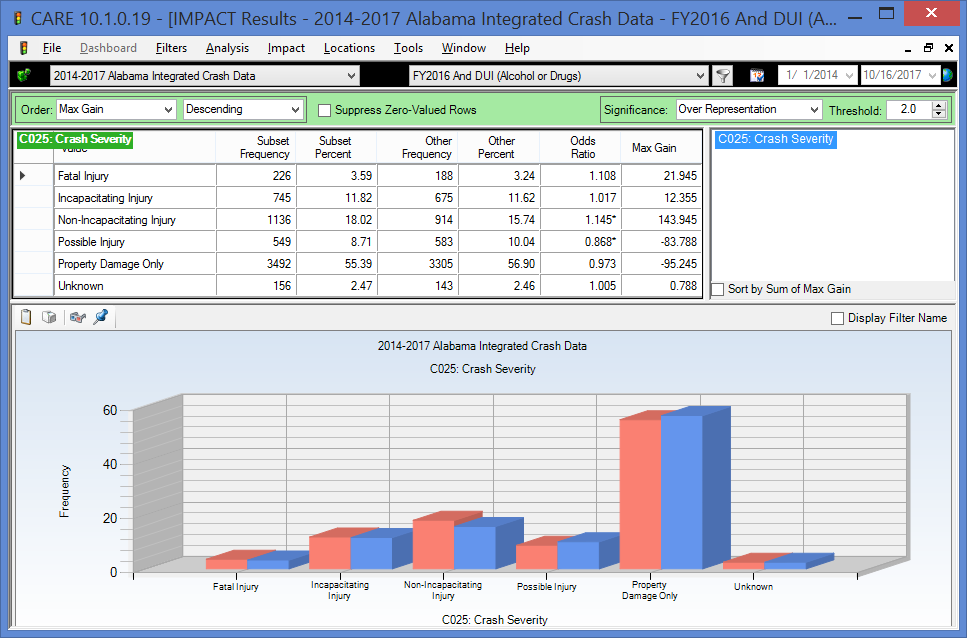 CARE 10.1.0.19 - [IMPACT Results - 2014-2017 Alabama Integrated Crash Data - FY2016 And DUI (A...
File Dashboard Filters Analysis Impact Locations Tools Window Help
2014-2017 Alabama Integrated Crash Data FY2016 And DUI (Alcohol or Drugs) 1/ 1/2014 10/16/2017
Order: Max Gain Descending Suppress Zero-Valued Rows Significance: Over Representation Threshold: 2.0
C025: Crash Severity
Value Subset Frequency Subset Percent Other Frequency Other Percent Odds Ratio Max Gain
Fatal Injury 226 3.59 188 3.24 1.108 21.945
Incapacitating Injury 745 11.82 675 11.62 1.017 12.355
Non-Incapacitating Injury 1136 18.02 914 15.74 1.145* 143.945
Possible Injury 549 8.71 583 10.04 0.868* -83.788
Property Damage Only 3492 55.39 3305 56.90 0.973 -95.245
Unknown 156 2.47 143 2.46 1.005 0.788
C025: Crash Severity
Sort by Sum of Max Gain
Display Filter Name
2014-2017 Alabama Integrated Crash Data
C025: Crash Severity
Frequency
60
40
20
0
Fatal Injury
Incapacitating
Injury
Non-Incapacitating
Injury
Possible Injury
Property
Damage Only
Unknown
C025: Crash Severity